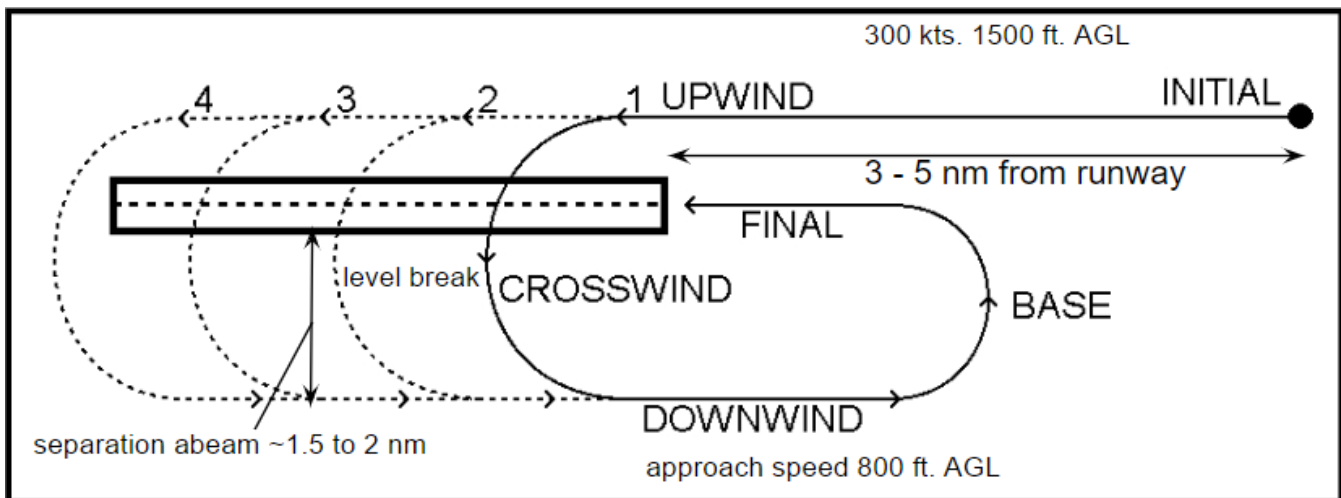 300 kts. 1500 ft. AGL
4
3
2
1 UPWIND
INITIAL
3 - 5 nm from runway
FINAL
level break
CROSSWIND
BASE
DOWNWIND
separation abeam ~1.5 to 2 nm
approach speed 800 ft. AGL